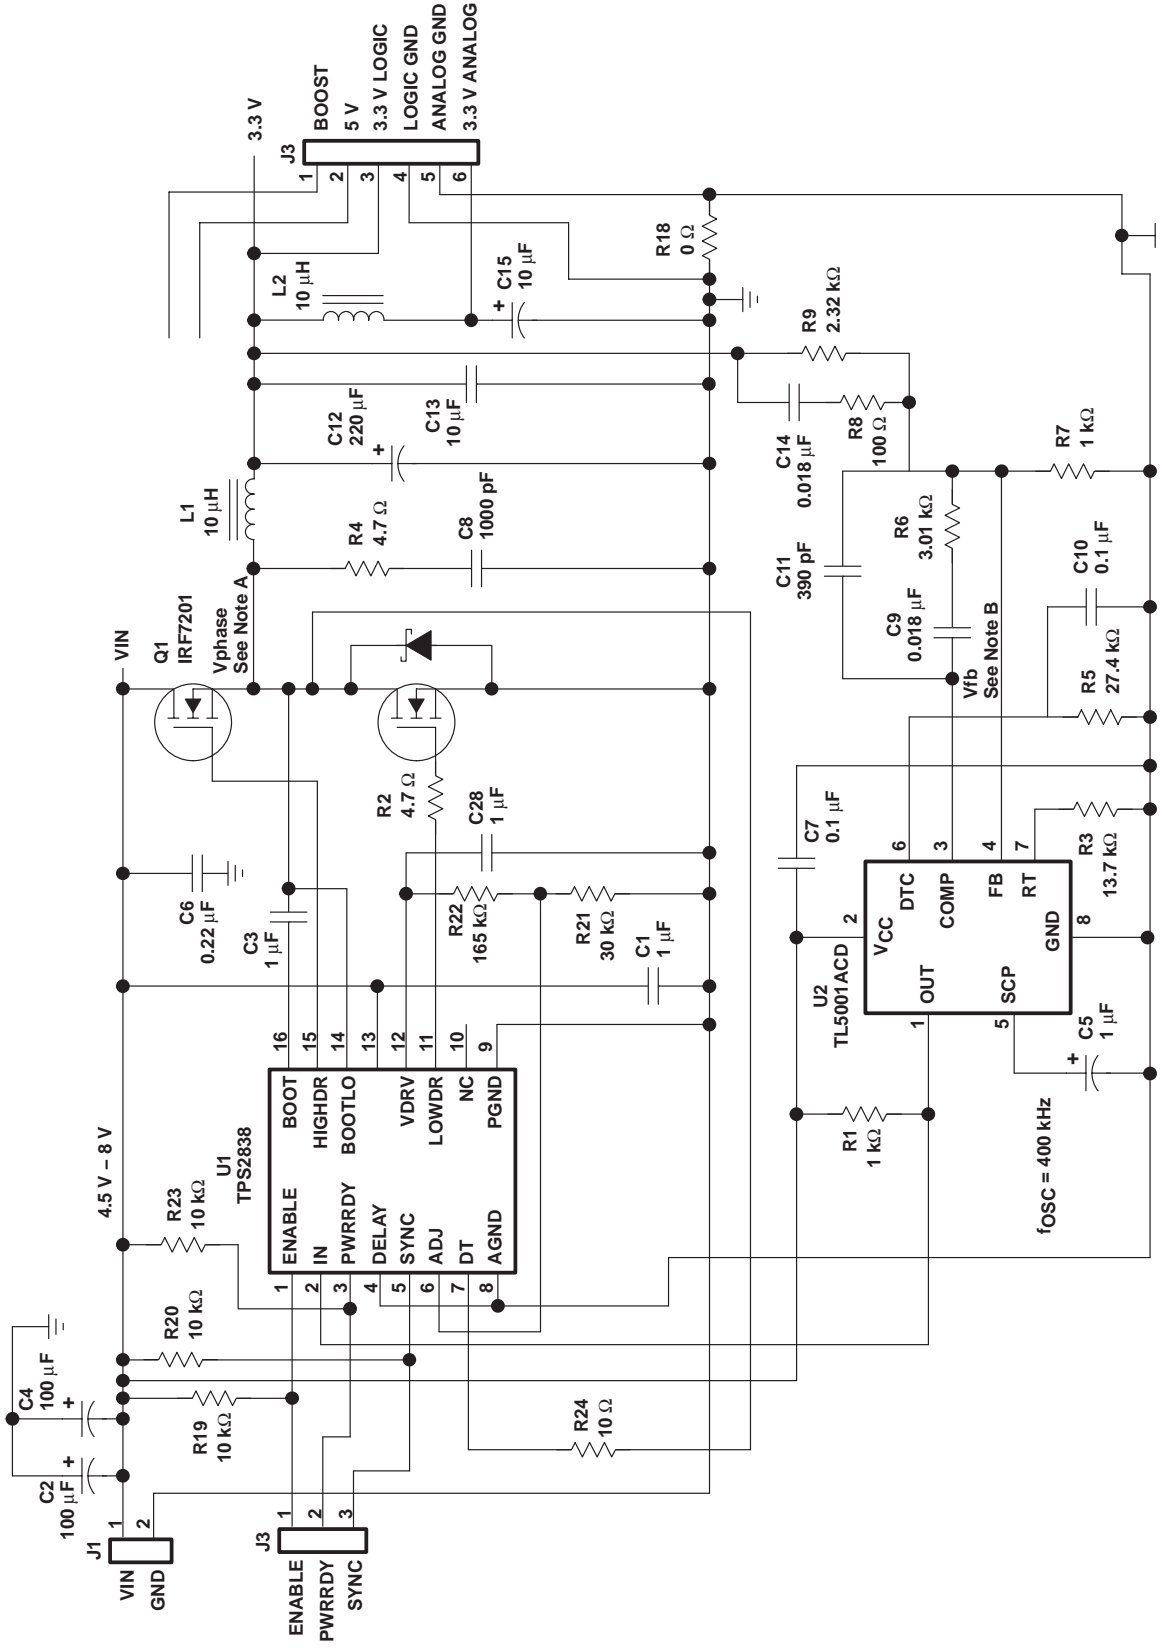 J1
VIN
GND
1
2
C2
100 μF
+
C4
100 μF
+
4.5 V – 8 V
VIN
J3
ENABLE
PWRRDY
SYNC
1
2
3
R19
10 kΩ
R20
10 kΩ
R23
10 kΩ
R24
10 Ω
U1
TPS2838
1
ENABLE
2
IN
3
PWRRDY
4
DELAY
5
SYNC
6
ADJ
7
DT
8
AGND
BOOT
16
HIGHDR
15
BOOTLO
14
13
VDRV
12
LOWDR
11
NC
10
PGND
9
C6
0.22 μF
C3
1 μF
R22
165 kΩ
R21
30 kΩ
C1
1 μF
C28
1 μF
R2
4.7 Ω
Q1
IRF7201
Vphase
See Note A
L1
10 μH
R4
4.7 Ω
C8
1000 pF
C12
220 μF
+
C13
10 μF
L2
10 μH
C15
10 μF
+
3.3 V
J3
1
BOOST
2
5 V
3
3.3 V LOGIC
4
LOGIC GND
5
ANALOG GND
6
3.3 V ANALOG
R18
0 Ω
R9
2.32 kΩ
C14
0.018 μF
R8
100 Ω
R7
1 kΩ
C11
390 pF
R6
3.01 kΩ
C9
0.018 μF
Vfb
See Note B
C10
0.1 μF
R5
27.4 kΩ
C7
0.1 μF
R3
13.7 kΩ
U2
TL5001ACD
1
OUT
2
VCC
5
SCP
6
DTC
3
COMP
4
FB
7
RT
8
GND
R1
1 kΩ
C5
1 μF
+
fOSC = 400 kHz